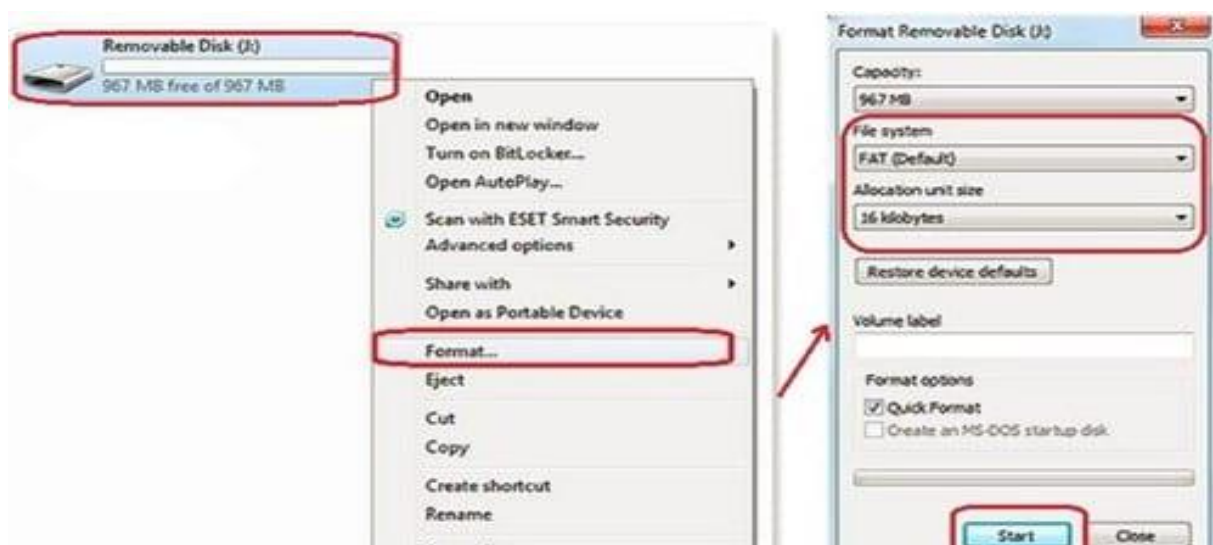 Removable Disk (J:)
967 MB free of 967 MB
Open
Open in new window
Turn on BitLocker...
Open AutoPlay...
Scan with ESET Smart Security
Advanced options
Share with
Open as Portable Device
Format...
Eject
Cut
Copy
Create shortcut
Rename
Format Removable Disk (J:)
Capacity:
967 MB
File system
FAT (Default)
Allocation unit size
16 kilobytes
Restore device defaults
Volume label
Format options
Quick Format
Create an MS-DOS startup disk
Start
Close